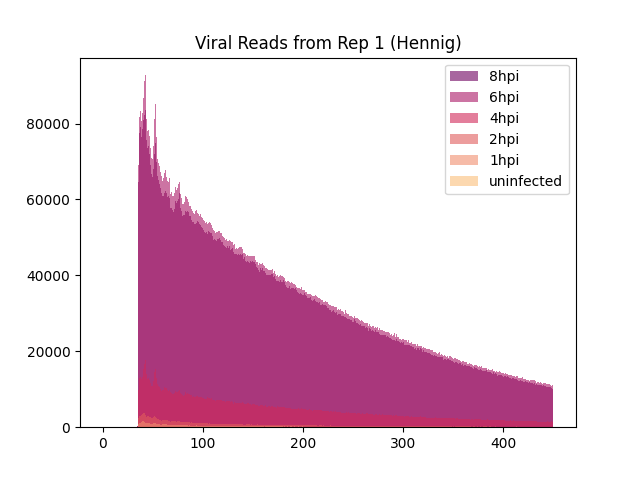 Viral Reads from Rep 1 (Hennig)
8hpi
6hpi
4hpi
2hpi
1hpi
uninfected
80000
60000
40000
20000
0
0 100 200 300 400